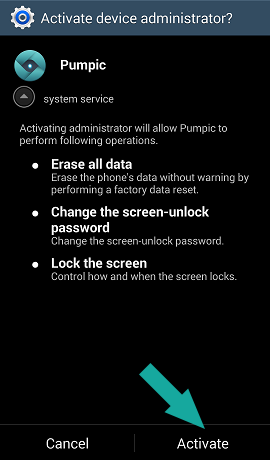 Activate device administrator?
Pumpic
system service
Activating administrator will allow Pumpic to
perform following operations.
Erase all data
Erase the phone's data without warning by
performing a factory data reset.
Change the screen-unlock
password
Change the screen-unlock password.
Lock the screen
Control how and when the screen locks.
Cancel
Activate